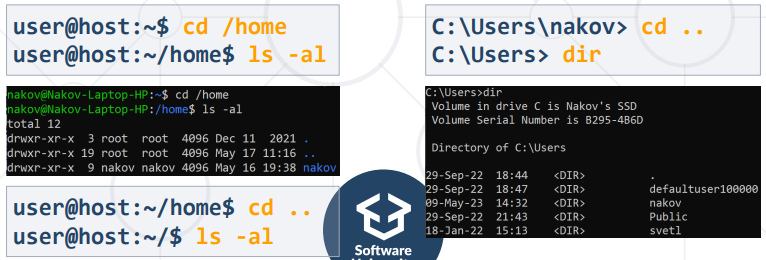 user@host:~$ cd /home
user@host:~/home$ ls -al
nakov@Nakov-Laptop-HP:~$ cd /home
nakov@Nakov-Laptop-HP:/home$ ls -al
total 12
drwxr-xr-x  3 root  root  4096 Dec 11  2021 .
drwxr-xr-x 19 root  root  4096 May 17 11:16 ..
drwxr-xr-x  9 nakov nakov 4096 May 16 19:38 nakov
user@host:~/home$ cd ..
user@host:~/$ ls -al
Software
C:\Users\nakov> cd ..
C:\Users> dir
C:\Users>dir
Volume in drive C is Nakov's SSD
Volume Serial Number is B295-4B6D
Directory of C:\Users
29-Sep-22  18:44    <DIR>          .
29-Sep-22  18:47    <DIR>          defaultuser100000
09-May-23  14:32    <DIR>          nakov
29-Sep-22  21:43    <DIR>          Public
18-Jan-22  15:13    <DIR>          svetl